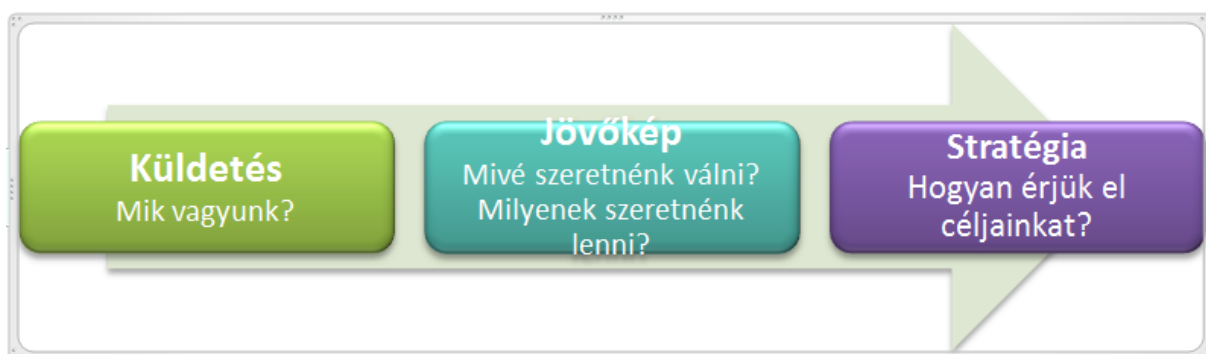 Küldetés
Mik vagyunk?
Jövőkép
Mivé szeretnénk válni?
Milyenek szeretnénk
lenni?
Stratégia
Hogyan érjük el
céljainkat?